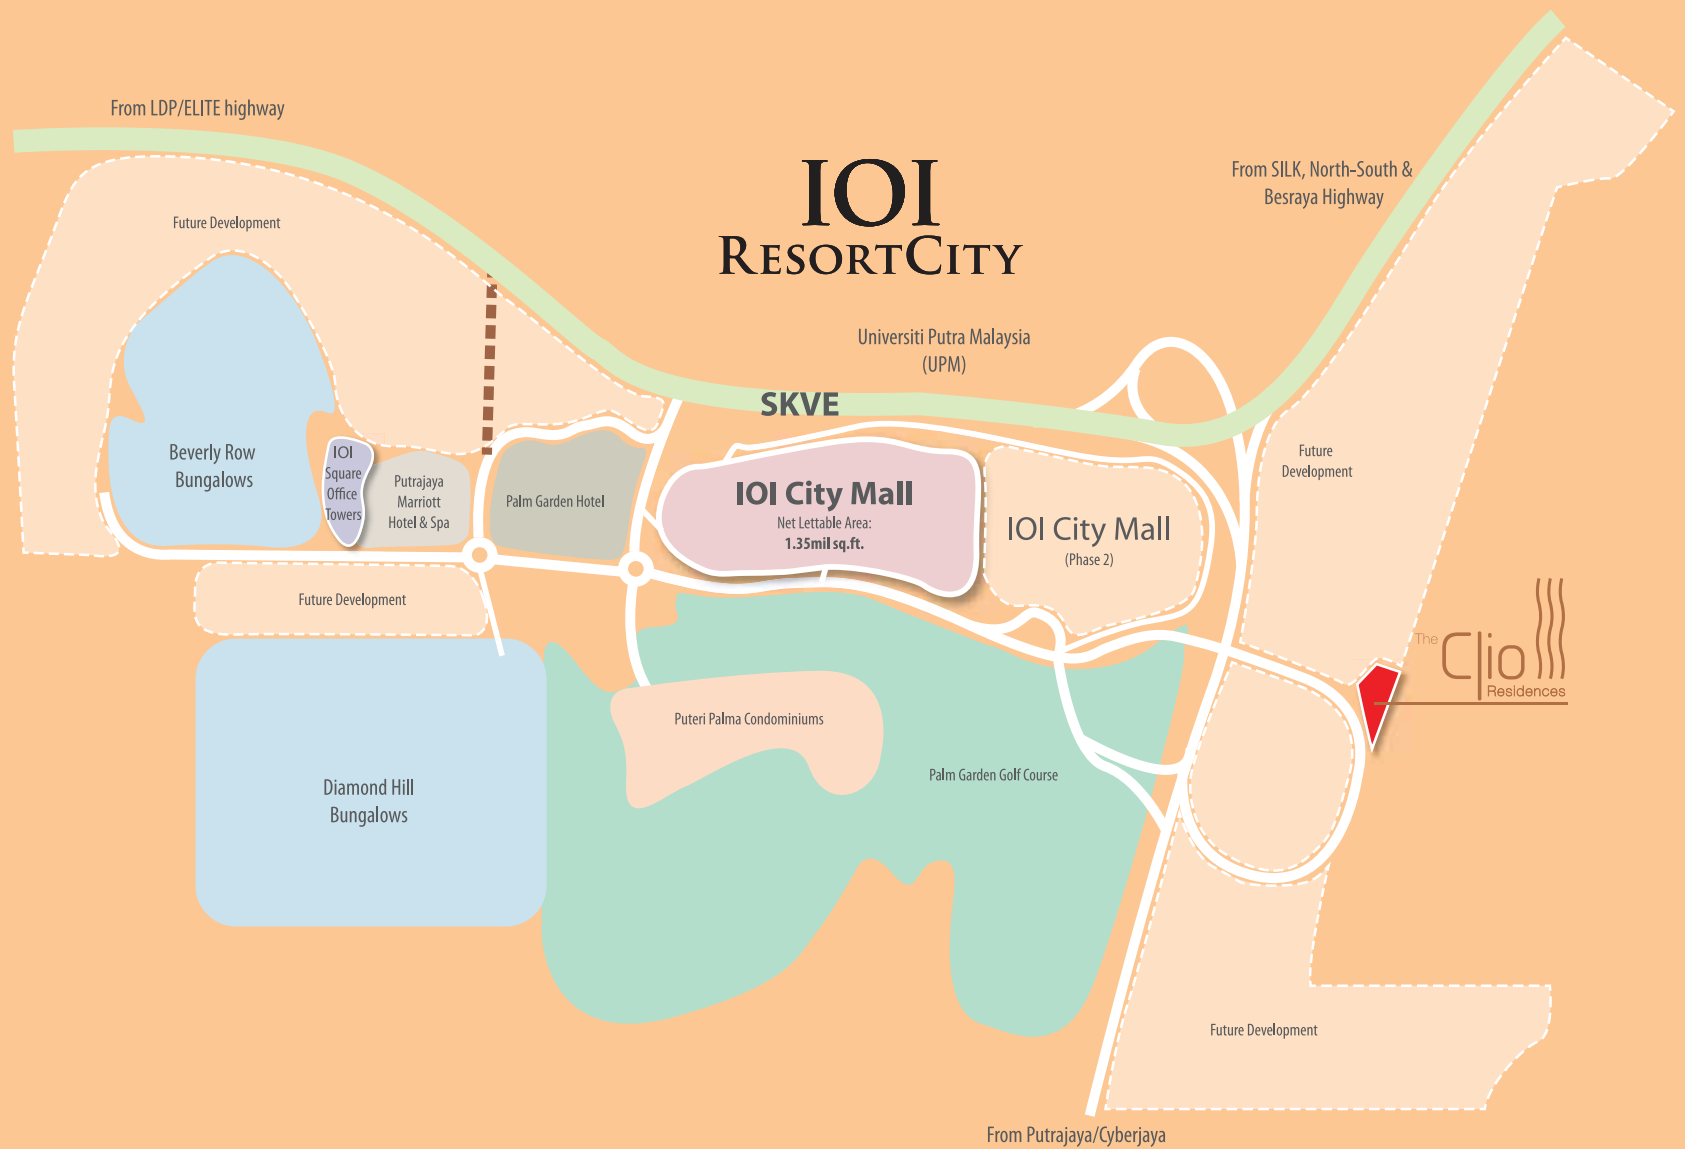 From LDP/ELITE highway
IOI
RESORTCITY
From SILK, North-South &
Besraya Highway
Future Development
Universiti Putra Malaysia
(UPM)
SKVE
Beverly Row
Bungalows
IOI
Square
Office
Towers
Putrajaya
Marriott
Hotel & Spa
Palm Garden Hotel
IOI City Mall
Net Lettable Area:
1.35mil sq.ft.
IOI City Mall
(Phase 2)
Future
Development
Future Development
The
Clio
Residences
Puteri Palma Condominiums
Palm Garden Golf Course
Diamond Hill
Bungalows
Future Development
From Putrajaya/Cyberjaya